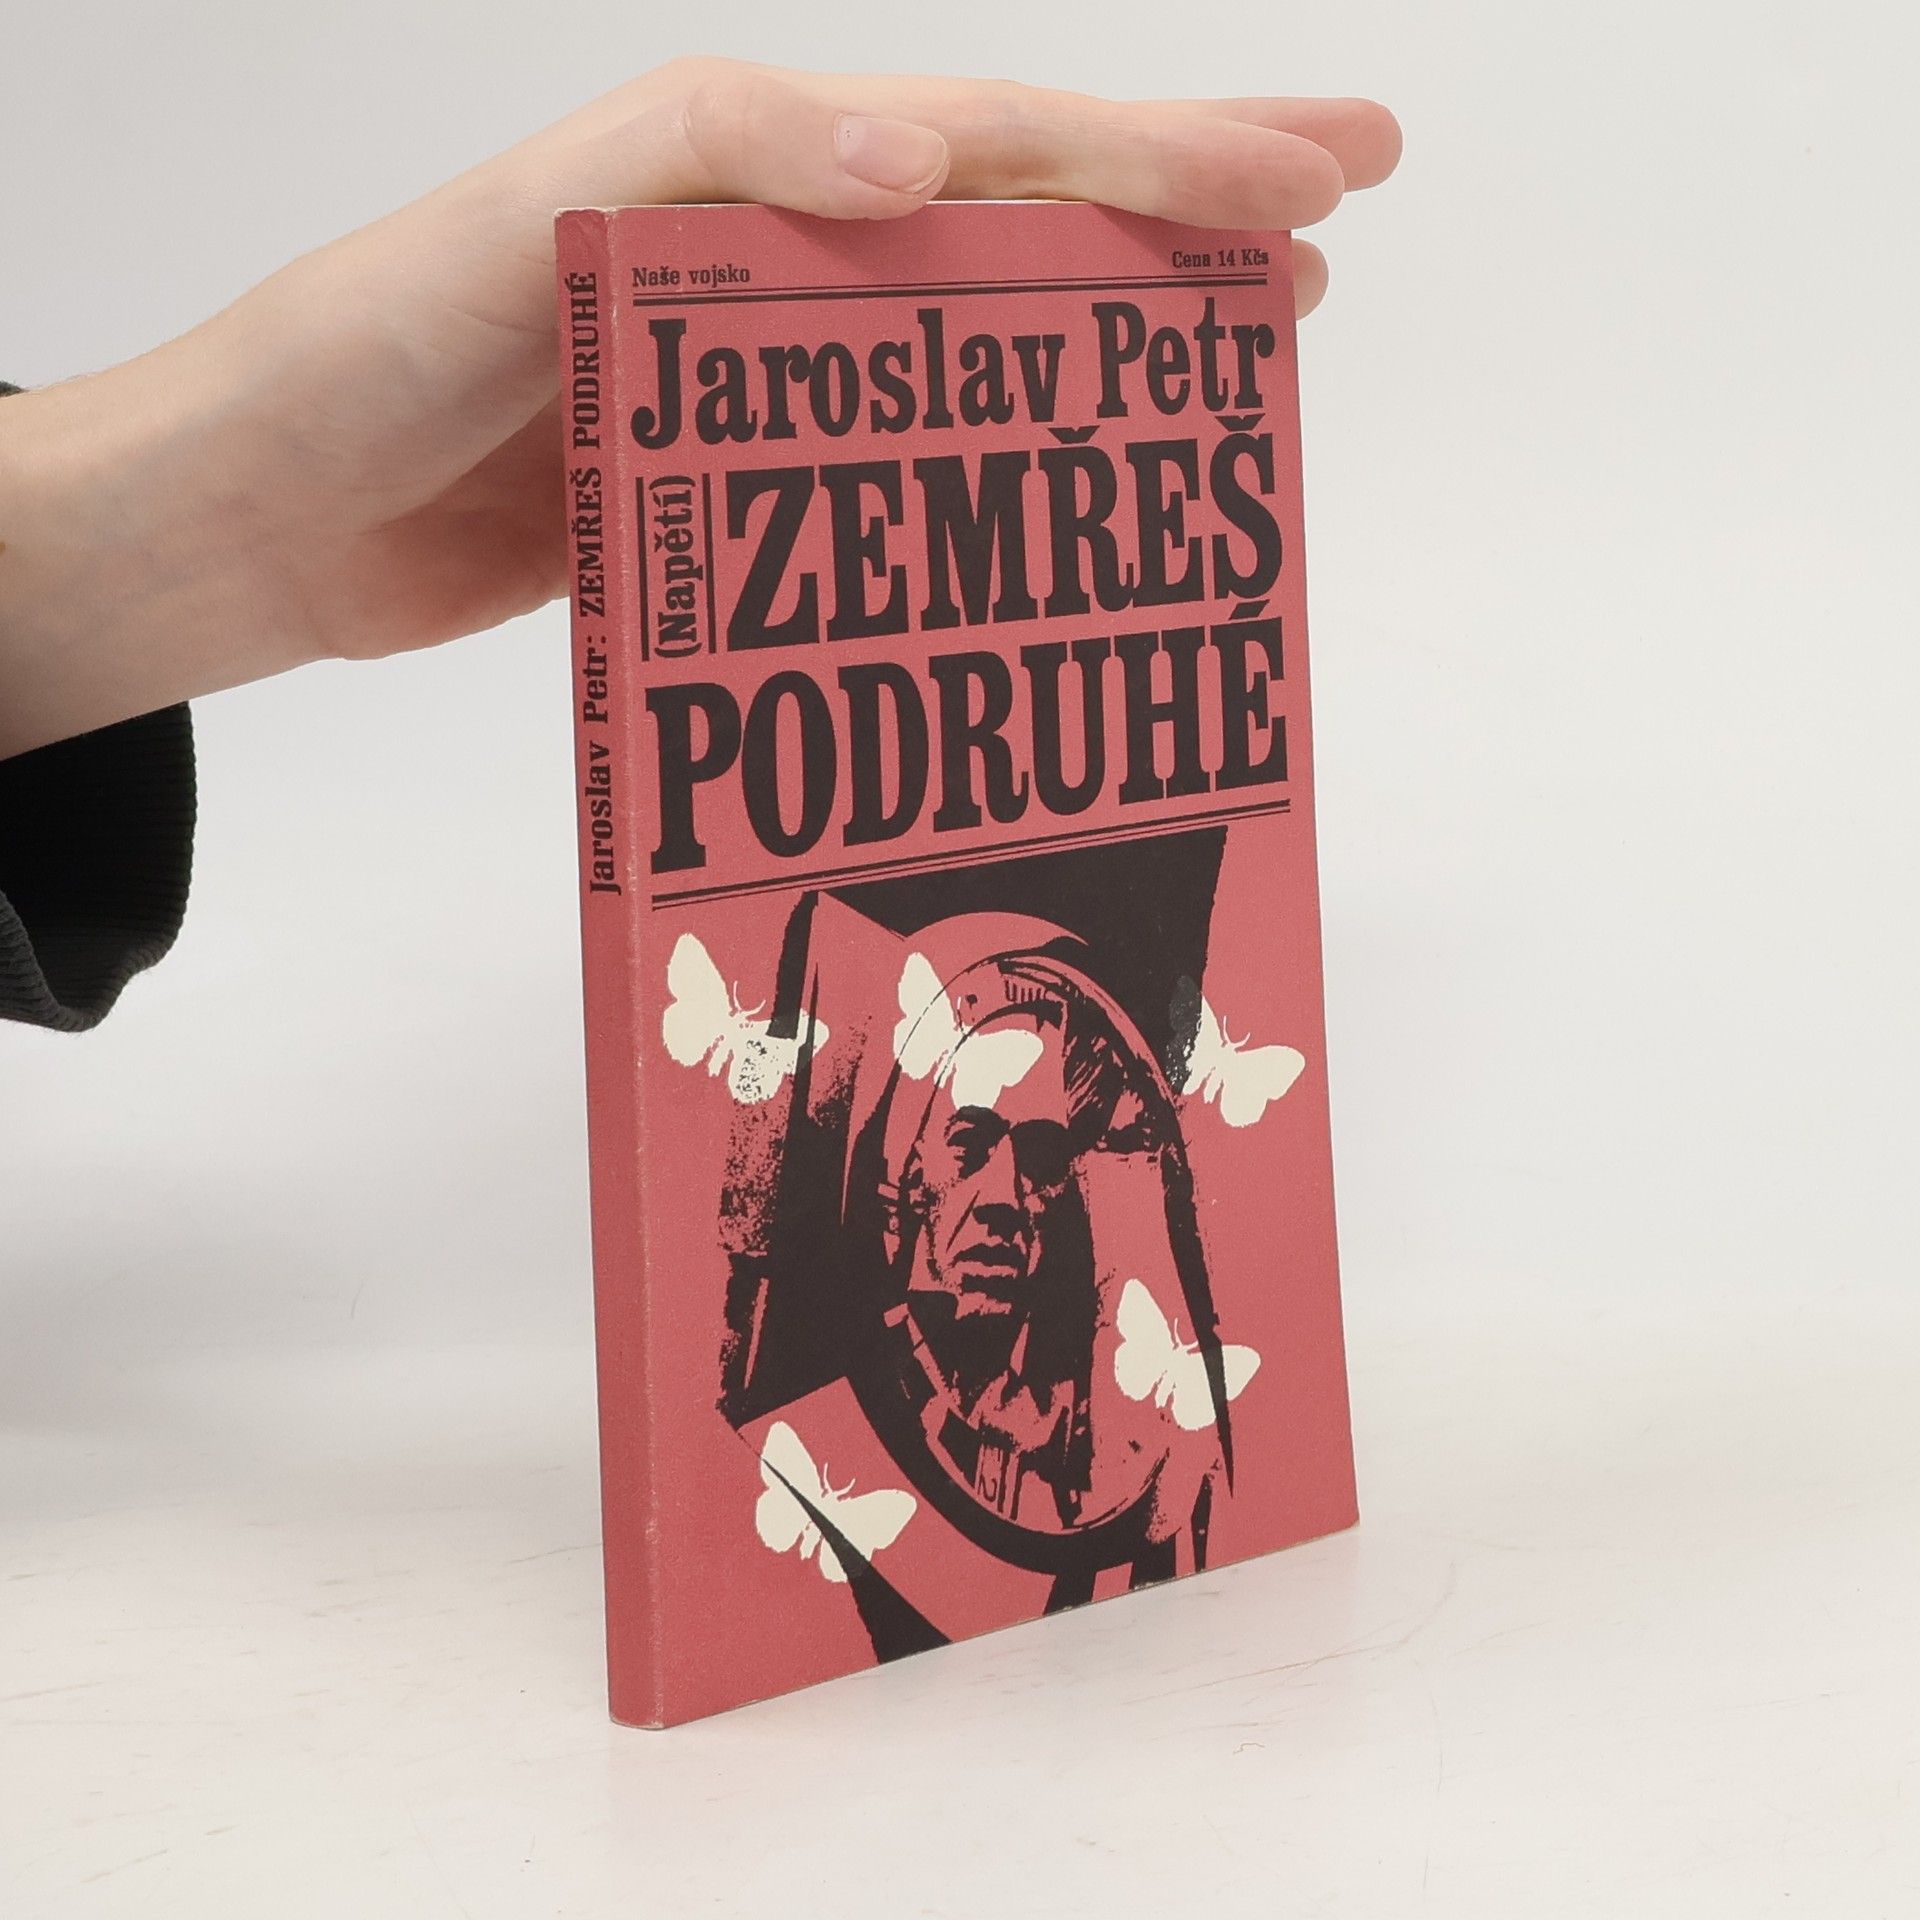 Naše vojsko
Cena 14 Kčs
Jaroslav Petr
(Napětí)
ZEMŘEŠ
PODRUHÉ
Jaroslav Petr: ZEMŘEŠ PODRUHÉ